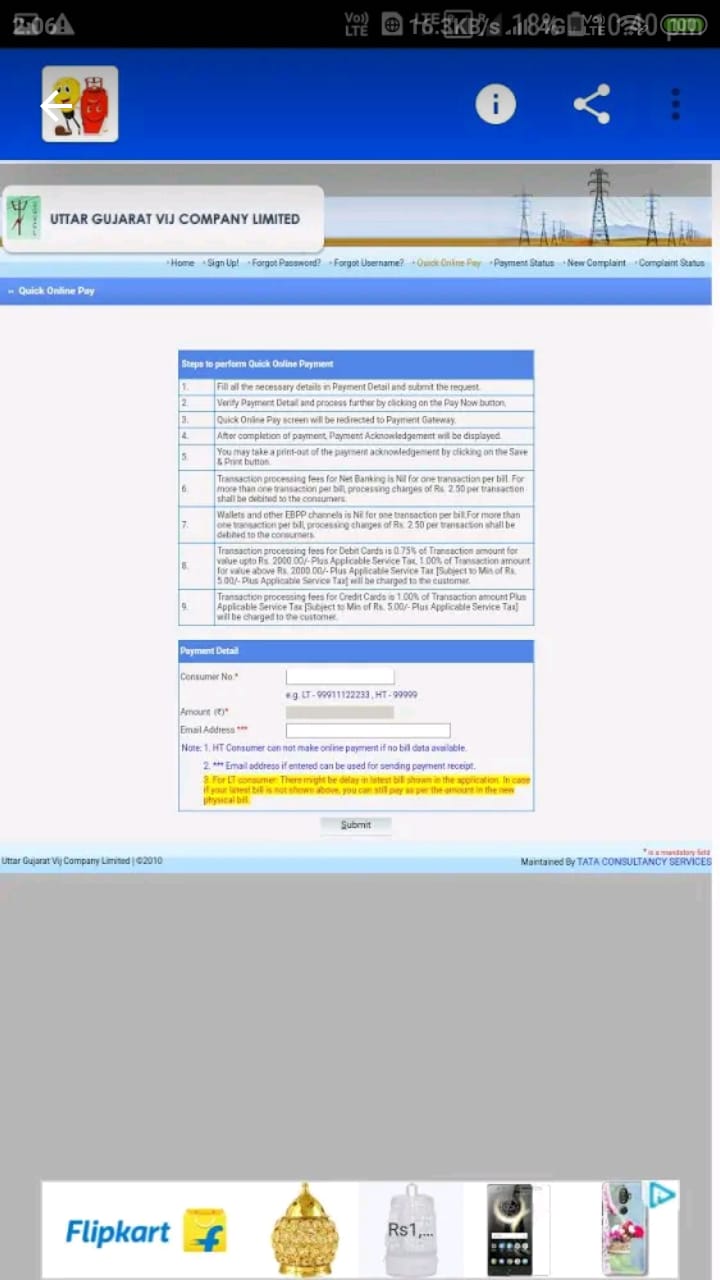 2:06
Vo) LTE
16.3KB/s
4G
100
UTTAR GUJARAT VIJ COMPANY LIMITED
Home Sign Up! Forgot Password? Forgot Username? Quick Online Pay Payment Status New Complaint Complaint Status
Quick Online Pay
Steps to perform Quick Online Payment
1. Fill all the necessary details in Payment Detail and submit the request.
2. Verify Payment Detail and process further by clicking on the Pay Now button.
3. Quick Online Pay screen will be redirected to Payment Gateway.
4. After completion of payment, Payment Acknowledgement will be displayed.
5. You may take a print-out of the payment acknowledgement by clicking on the Save
& Print button.
6. Transaction processing fees for Net Banking is Nil for one transaction per bill. For
more than one transaction per bill, processing charges of Rs. 2.50 per transaction
shall be debited to the consumers.
7. Wallets and other EBPP channels is Nil for one transaction per bill.For more than
one transaction per bill, processing charges of Rs. 2.50 per transaction shall be
debited to the consumers.
8. Transaction processing fees for Debit Cards is 0.75% of Transaction amount for
value upto Rs. 2000.00/- Plus Applicable Service Tax, 1.00% of Transaction amount
for value above Rs. 2000.00/- Plus Applicable Service Tax [Subject to Min of Rs.
5.00/- Plus Applicable Service Tax] will be charged to the customer.
9. Transaction processing fees for Credit Cards is 1.00% of Transaction amount Plus
Applicable Service Tax [Subject to Min of Rs. 5.00/- Plus Applicable Service Tax]
will be charged to the customer.
Payment Detail
Consumer No.*
e.g. LT - 99911122233 , HT - 99999
Amount (₹)*
Email Address ***
Note: 1. HT Consumer can not make online payment if no bill data available.
2. *** Email address if entered can be used for sending payment receipt.
3. For LT consumer: There might be delay in latest bill shown in the application. In case
if your latest bill is not shown above, you can still pay as per the amount in the new
physical bill.
Submit
* is a mandatory field
Uttar Gujarat Vij Company Limited | ©2010 Maintained By TATA CONSULTANCY SERVICES
Flipkart
Rs1,...